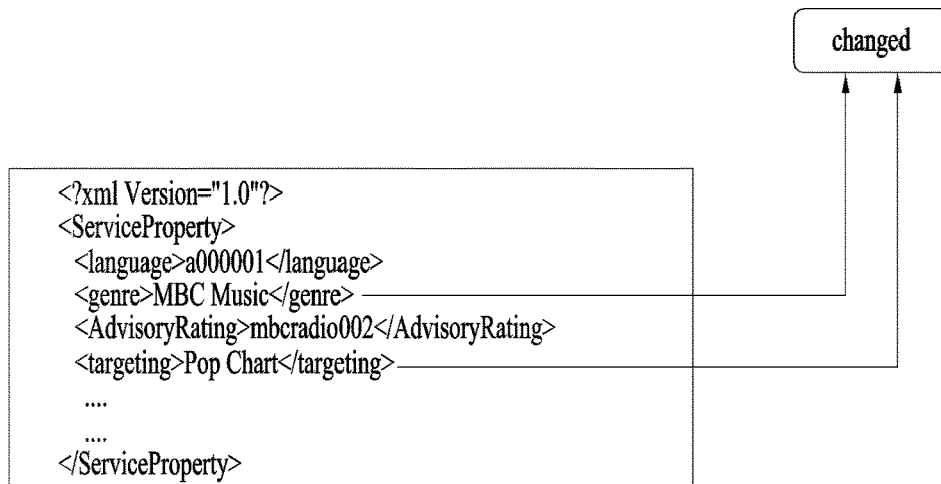 changed
<?xml Version="1.0"?>
<ServiceProperty>
<language>a000001</language>
<genre>MBC Music</genre>
<AdvisoryRating>mbcradio002</AdvisoryRating>
<targeting>Pop Chart</targeting>
....
....
</ServiceProperty>